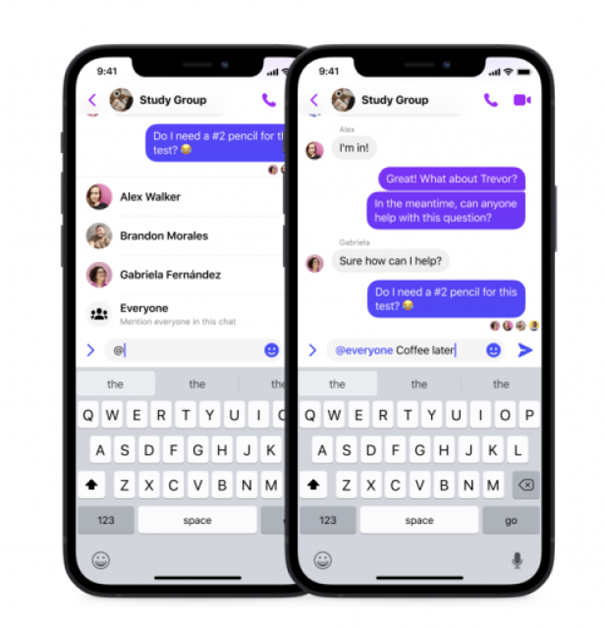 9:41
Study Group
Do I need a #2 pencil for th
test? 😅
Alex Walker
Brandon Morales
Gabriela Fernández
Everyone
Mention everyone in this chat
@
the the the
Q W E R T Y U I O
A S D F G H J K
Z X C V B N M
123 space
9:41
Study Group
Alex
I'm in!
Great! What about Trevor?
In the meantime, can anyone
help with this question?
Gabriela
Sure how can I help?
Do I need a #2 pencil for this
test? 😅
@everyone Coffee later
the the the
Q W E R T Y U I O P
A S D F G H J K L
Z X C V B N M
123 space go